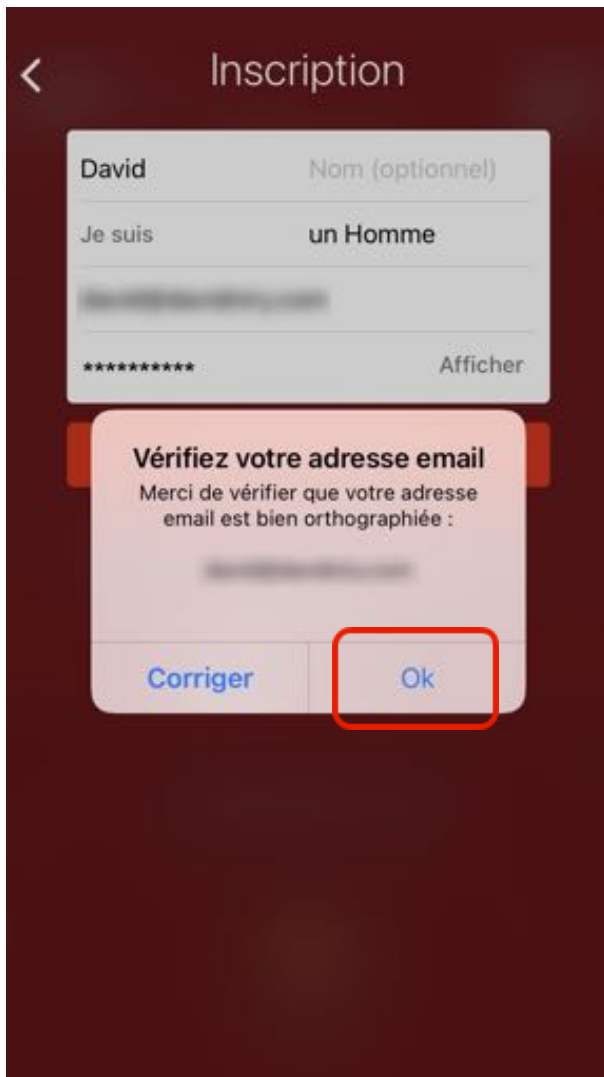 Inscription
David Nom (optionnel)
Je suis un Homme
********** Afficher
Vérifiez votre adresse email
Merci de vérifier que votre adresse
email est bien orthographiée :
Corriger Ok